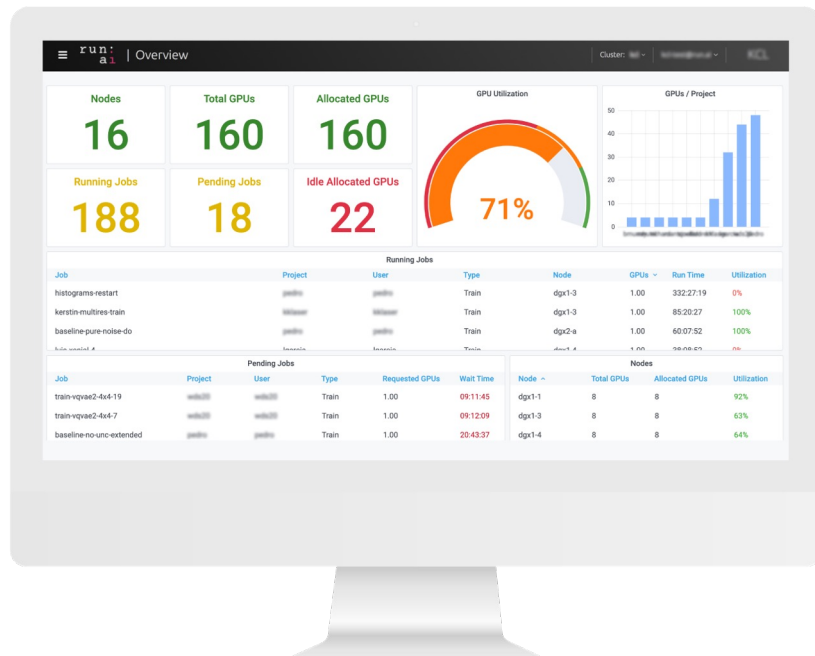 run: ai | Overview
Cluster:
KCL
Nodes
16
Total GPUs
160
Allocated GPUs
160
Running Jobs
188
Pending Jobs
18
Idle Allocated GPUs
22
GPU Utilization
71%
GPUs / Project
50
40
30
20
10
0
Running Jobs
Job Project User Type Node GPUs Run Time Utilization
histograms-restart Train dgx1-3 1.00 332:27:19 0%
kerstin-multires-train Train dgx1-3 1.00 85:20:27 100%
baseline-pure-noise-do Train dgx2-a 1.00 60:07:52 100%
Train dgx1-4 1.00 0%
Pending Jobs
Job Project User Type Requested GPUs Wait Time
train-vqvae2-4x4-19 Train 1.00 09:11:45
train-vqvae2-4x4-7 Train 1.00 09:12:09
baseline-no-unc-extended Train 1.00 20:43:37
Nodes
Node Total GPUs Allocated GPUs Utilization
dgx1-1 8 8 92%
dgx1-3 8 8 63%
dgx1-4 8 8 64%